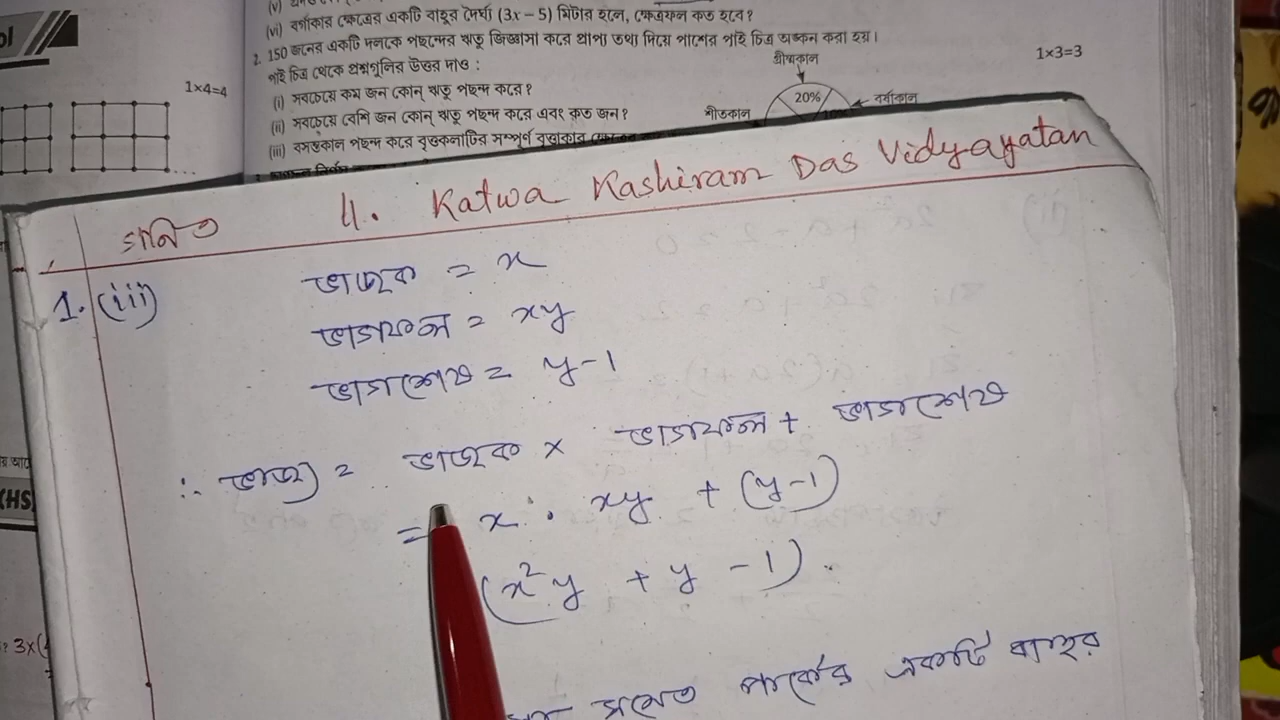 (vi) বর্গাকার ক্ষেত্রের একটি বাহুর দৈর্ঘ্য (3x – 5) মিটার হলে, ক্ষেত্রফল কত হবে?
2. 150 জনের একটি দলকে পছন্দের ঋতু জিজ্ঞাসা করে প্রাপ্য তথ্য দিয়ে পাশের পাই চিত্র অঙ্কন করা হয়।
পাই চিত্র থেকে প্রশ্নগুলির উত্তর দাও :
1×3=3
গ্রীষ্মকাল
1×4=4
(i) সবচেয়ে কম জন কোন্ ঋতু পছন্দ করে?
20%
বর্ষাকাল
(ii) সবচেয়ে বেশি জন কোন্ ঋতু পছন্দ করে এবং কত জন?
শীতকাল
(iii) বসন্তকাল পছন্দ করে বৃত্তকলাটির সম্পূর্ণ বৃত্তাকার
গনিত
4. Katwa Kashiram Das Vidyayatan
1. (iii)
ভাজক = x
ভাগফল = xy
ভাগশেষ = y-1
∴ ভাজ্য = ভাজক × ভাগফল + ভাগশেষ
= x . xy + (y-1)
(x²y + y - 1).
পার্কের একটি বাহুর
(HS)
3×(